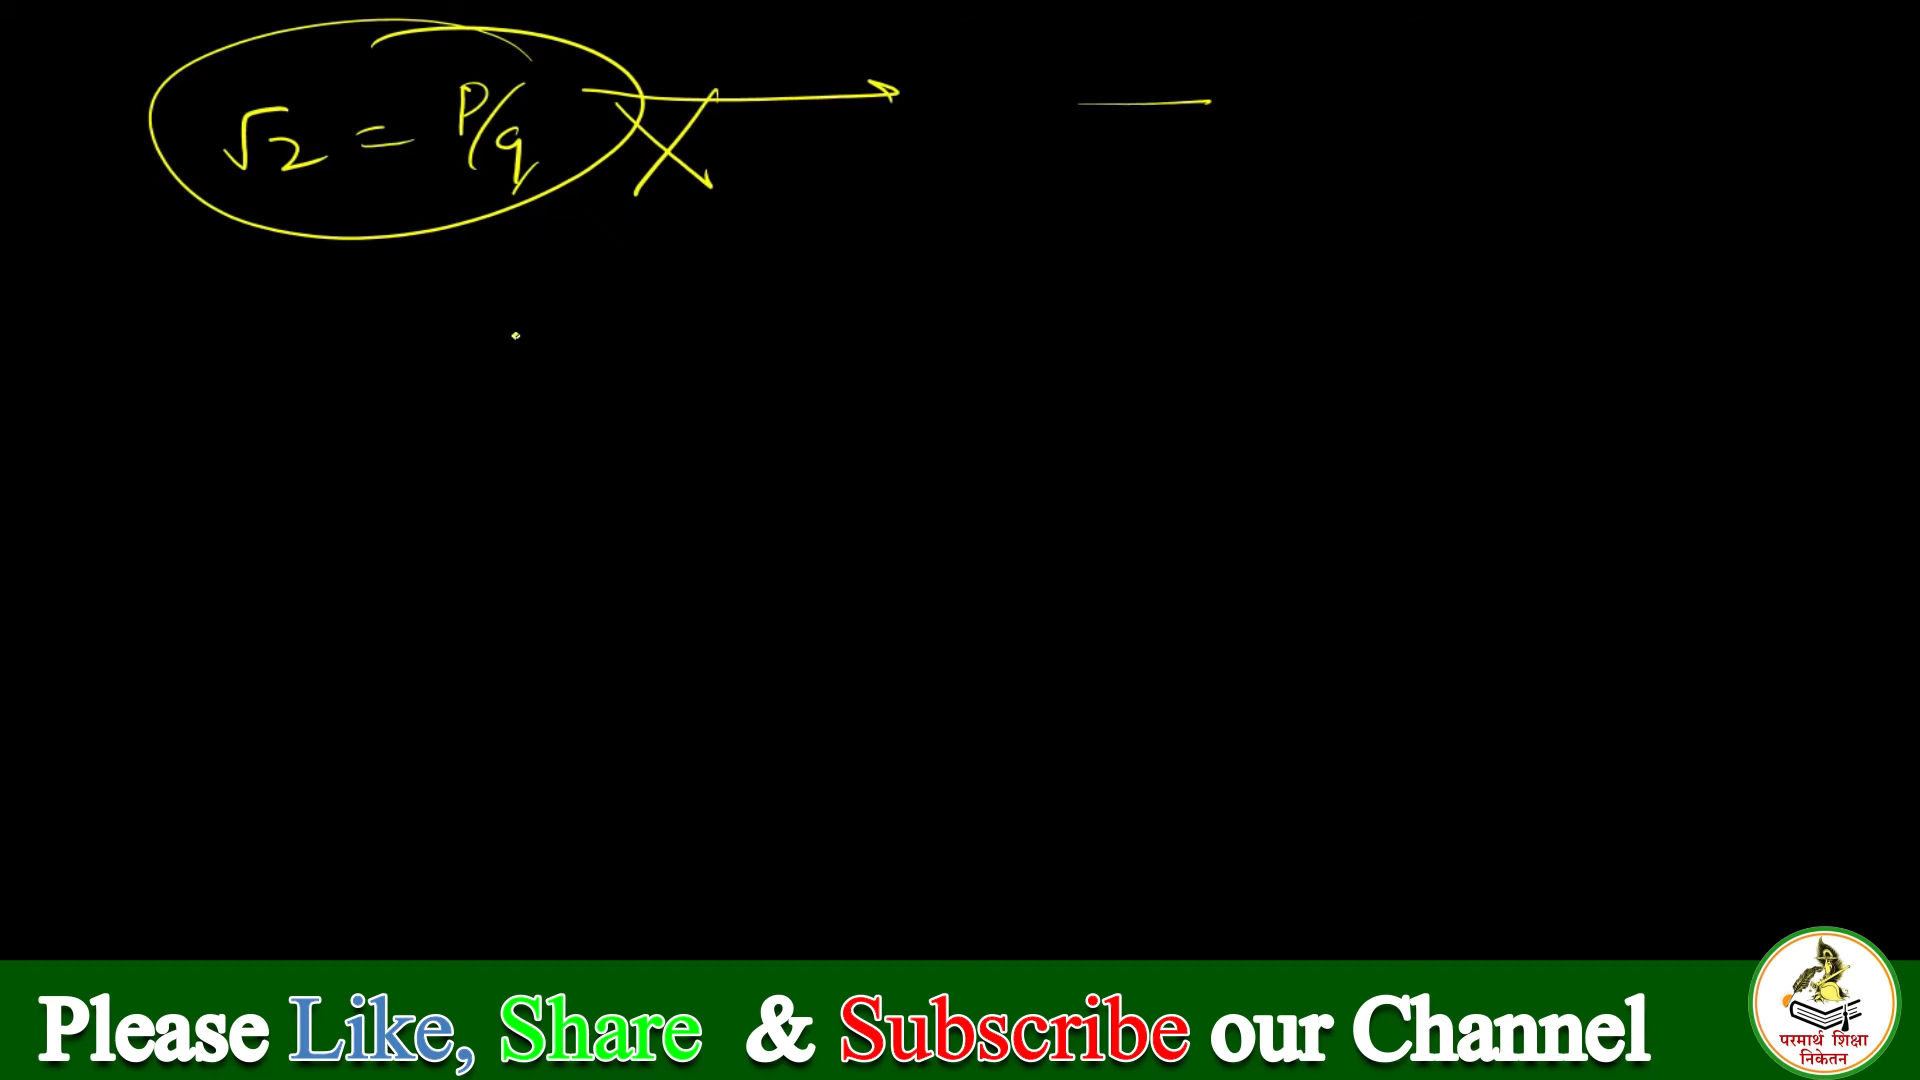 √2 = P/q
Please Like, Share & Subscribe our Channel
परमार्थ शिक्षा
निकेतन